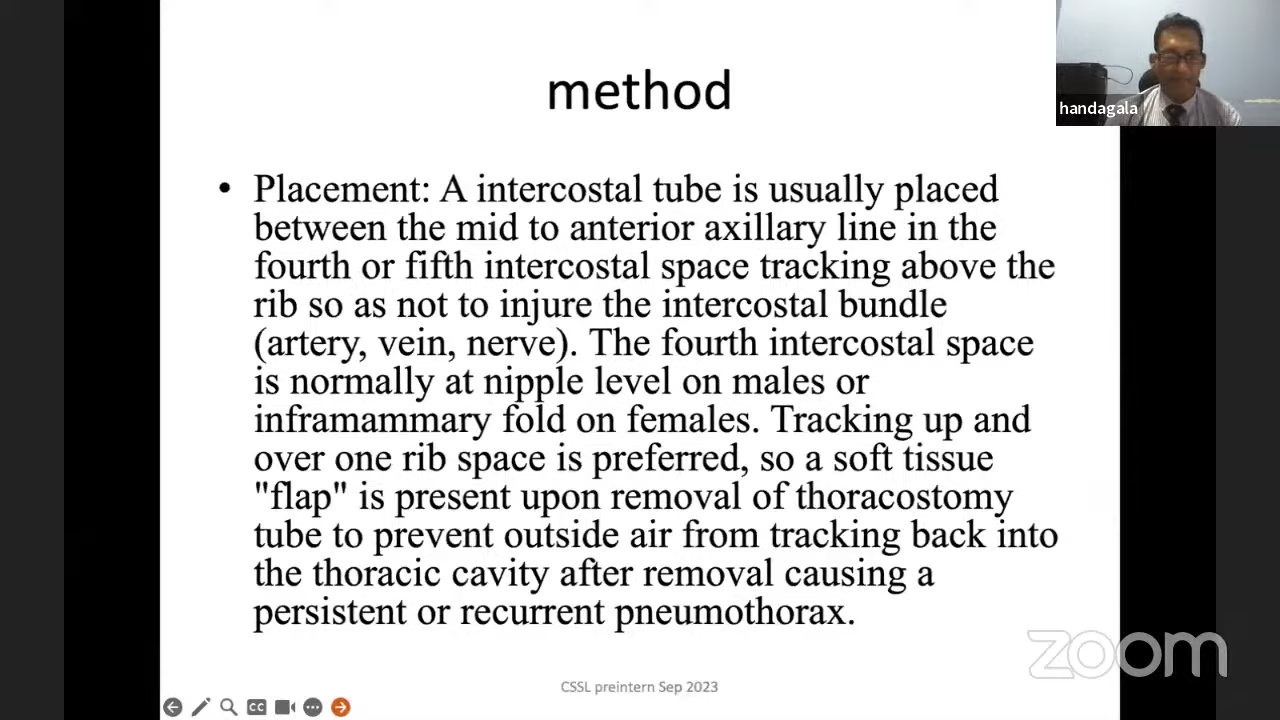 method
handagala
• Placement: A intercostal tube is usually placed
between the mid to anterior axillary line in the
fourth or fifth intercostal space tracking above the
rib so as not to injure the intercostal bundle
(artery, vein, nerve). The fourth intercostal space
is normally at nipple level on males or
inframammary fold on females. Tracking up and
over one rib space is preferred, so a soft tissue
"flap" is present upon removal of thoracostomy
tube to prevent outside air from tracking back into
the thoracic cavity after removal causing a
persistent or recurrent pneumothorax.
zoom
CSSL preintern Sep 2023
CC